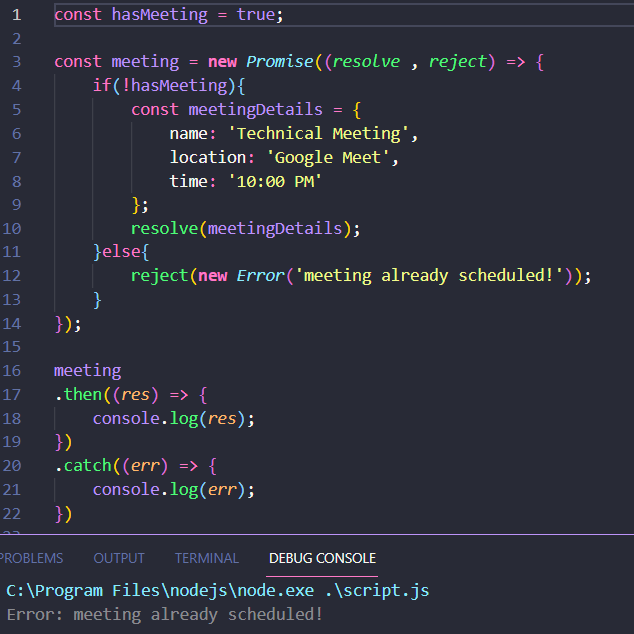 1 const hasMeeting = true;
2
3 const meeting = new Promise((resolve , reject) => {
4     if(!hasMeeting){
5         const meetingDetails = {
6             name: 'Technical Meeting',
7             location: 'Google Meet',
8             time: '10:00 PM'
9         };
10         resolve(meetingDetails);
11     }else{
12         reject(new Error('meeting already scheduled!'));
13     }
14 });
15
16 meeting
17 .then((res) => {
18     console.log(res);
19 })
20 .catch((err) => {
21     console.log(err);
22 })
PROBLEMS OUTPUT TERMINAL DEBUG CONSOLE
C:\Program Files\nodejs\node.exe .\script.js
Error: meeting already scheduled!